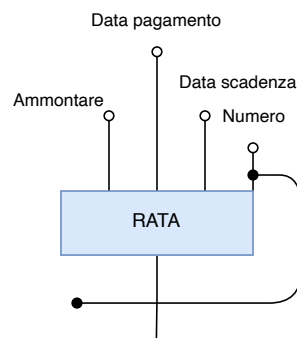 Data pagamento
Data scadenza
Ammontare
Numero
RATA